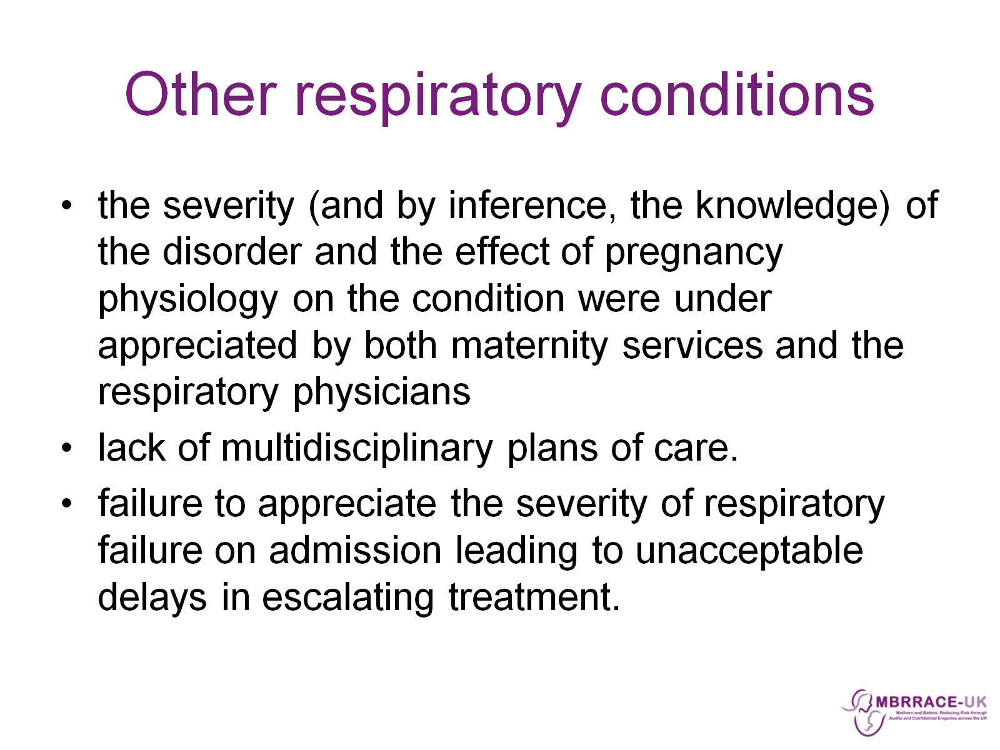 Other respiratory conditions
• the severity (and by inference, the knowledge) of
the disorder and the effect of pregnancy
physiology on the condition were under
appreciated by both maternity services and the
respiratory physicians
• lack of multidisciplinary plans of care.
• failure to appreciate the severity of respiratory
failure on admission leading to unacceptable
delays in escalating treatment.
MBRRACE-UK
Mothers and Babies: Reducing Risk through
Audits and Confidential Enquiries across the UK